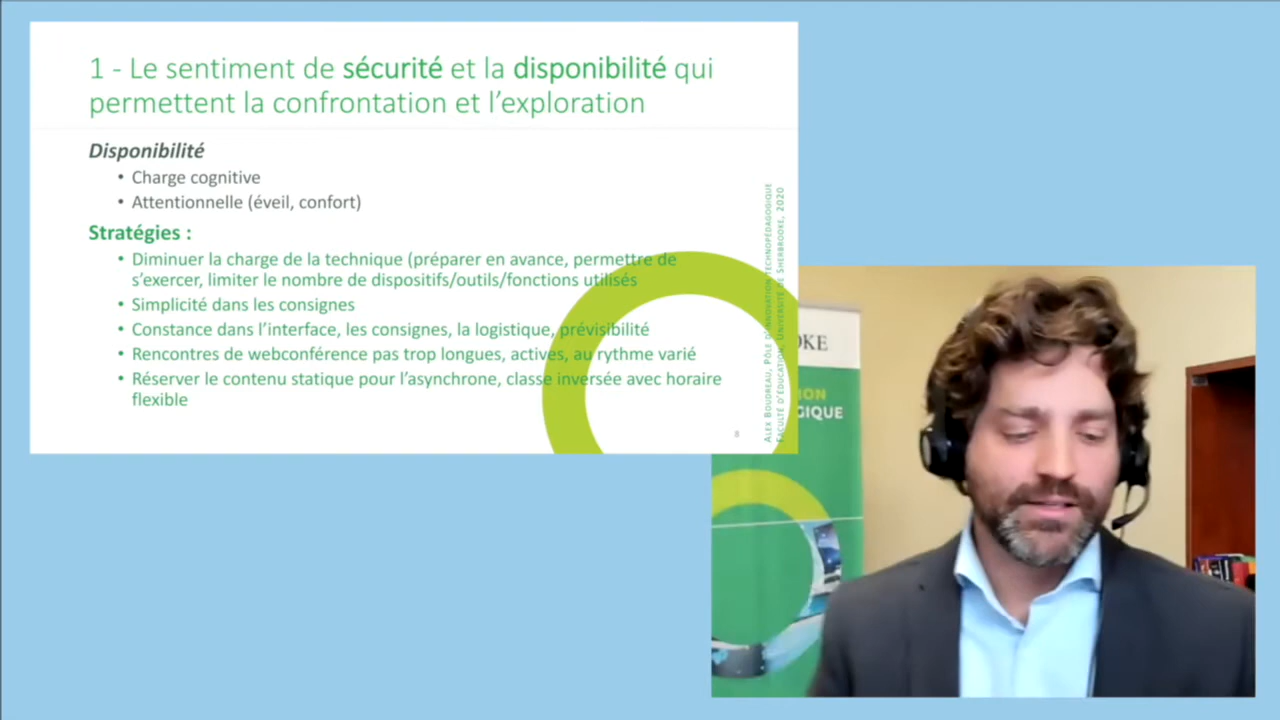 1 - Le sentiment de sécurité et la disponibilité qui
permettent la confrontation et l’exploration
Disponibilité
• Charge cognitive
• Attentionnelle (éveil, confort)
Stratégies :
• Diminuer la charge de la technique (préparer en avance, permettre de
s’exercer, limiter le nombre de dispositifs/outils/fonctions utilisés
• Simplicité dans les consignes
• Constance dans l’interface, les consignes, la logistique, prévisibilité
• Rencontres de webconférence pas trop longues, actives, au rythme varié
• Réserver le contenu statique pour l’asynchrone, classe inversée avec horaire
flexible
Alex Boudreau, Pôle d’innovation technopédagogique
Faculté d’éducation, Université de Sherbrooke, 2020
OKE
ION
GIQUE